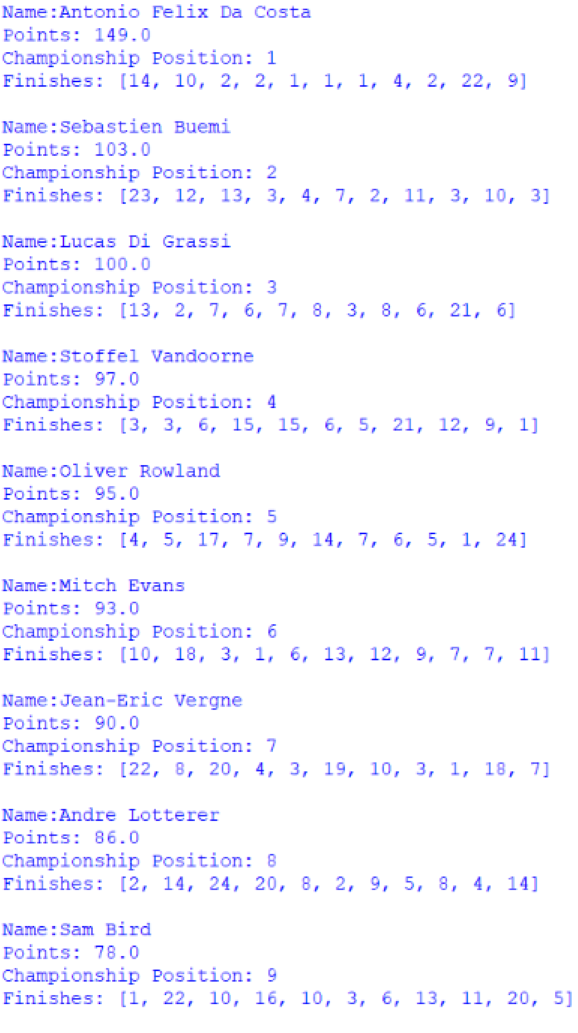 Name:Antonio Felix Da Costa
Points: 149.0
Championship Position: 1
Finishes: [14, 10, 2, 2, 1, 1, 1, 4, 2, 22, 9]
Name:Sebastien Buemi
Points: 103.0
Championship Position: 2
Finishes: [23, 12, 13, 3, 4, 7, 2, 11, 3, 10, 3]
Name:Lucas Di Grassi
Points: 100.0
Championship Position: 3
Finishes: [13, 2, 7, 6, 7, 8, 3, 8, 6, 21, 6]
Name:Stoffel Vandoorne
Points: 97.0
Championship Position: 4
Finishes: [3, 3, 6, 15, 15, 6, 5, 21, 12, 9, 1]
Name:Oliver Rowland
Points: 95.0
Championship Position: 5
Finishes: [4, 5, 17, 7, 9, 14, 7, 6, 5, 1, 24]
Name:Mitch Evans
Points: 93.0
Championship Position: 6
Finishes: [10, 18, 3, 1, 6, 13, 12, 9, 7, 7, 11]
Name:Jean-Eric Vergne
Points: 90.0
Championship Position: 7
Finishes: [22, 8, 20, 4, 3, 19, 10, 3, 1, 18, 7]
Name:Andre Lotterer
Points: 86.0
Championship Position: 8
Finishes: [2, 14, 24, 20, 8, 2, 9, 5, 8, 4, 14]
Name:Sam Bird
Points: 78.0
Championship Position: 9
Finishes: [1, 22, 10, 16, 10, 3, 6, 13, 11, 20, 5]